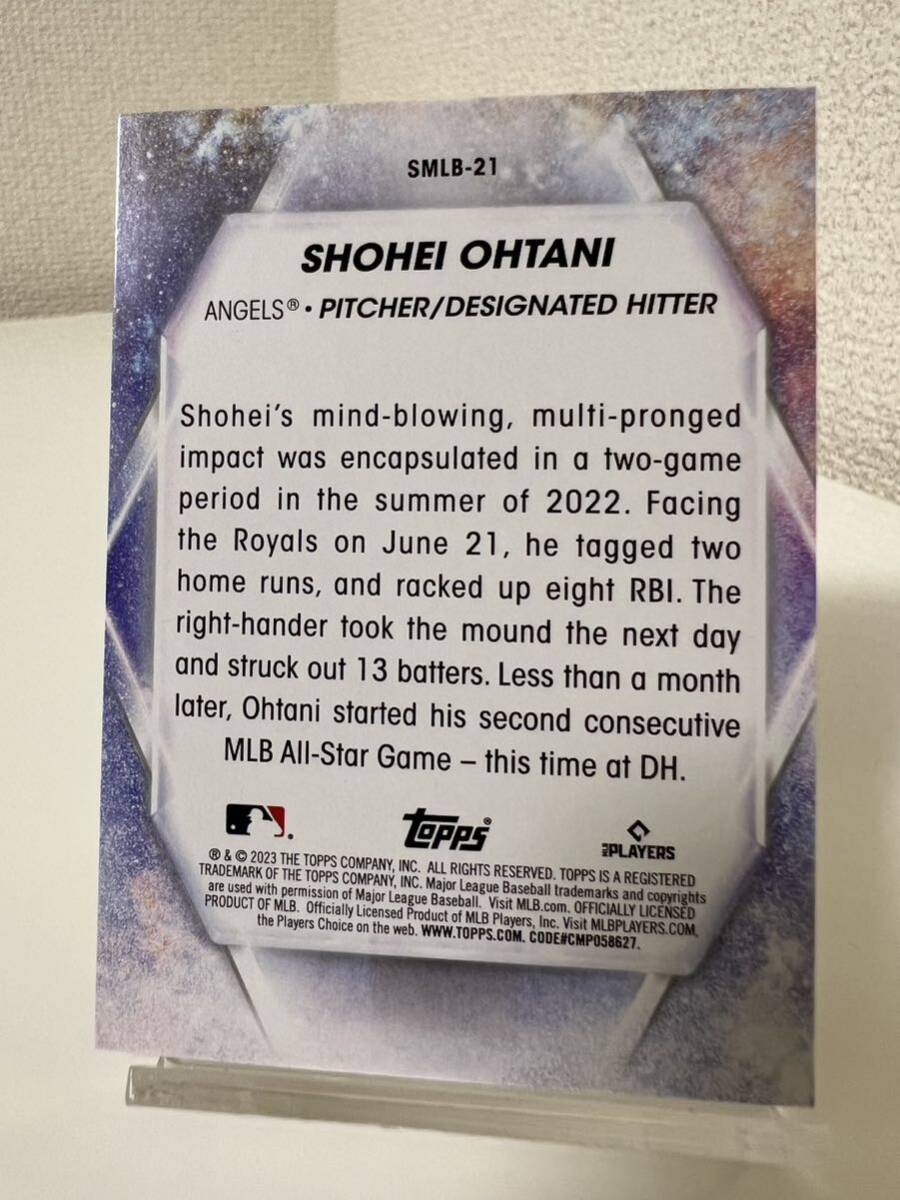 SMLB-21
SHOHEI OHTANI
ANGELS® • PITCHER/DESIGNATED HITTER
Shohei's mind-blowing, multi-pronged
impact was encapsulated in a two-game
period in the summer of 2022. Facing
the Royals on June 21, he tagged two
home runs, and racked up eight RBI. The
right-hander took the mound the next day
and struck out 13 batters. Less than a month
later, Ohtani started his second consecutive
MLB All-Star Game – this time at DH.
Topps®
MLB PLAYERS
® & © 2023 THE TOPPS COMPANY, INC. ALL RIGHTS RESERVED. TOPPS IS A REGISTERED
TRADEMARK OF THE TOPPS COMPANY, INC. Major League Baseball trademarks and copyrights
are used with permission of Major League Baseball. Visit MLB.com. OFFICIALLY LICENSED
PRODUCT OF MLB. Officially Licensed Product of MLB Players, Inc. Visit MLBPLAYERS.COM,
the Players Choice on the web. WWW.TOPPS.COM. CODE#CMP058627.